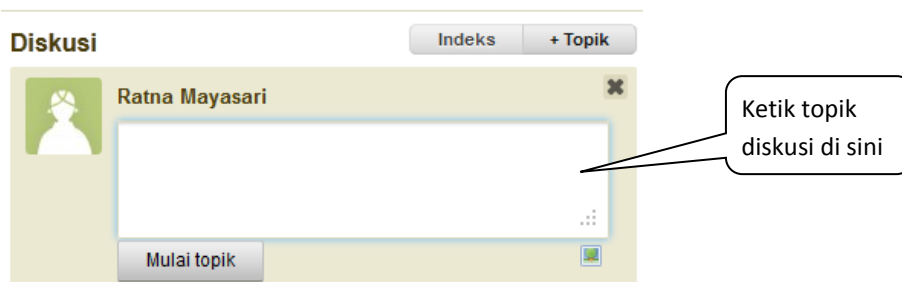 Diskusi
Indeks
+ Topik
Ratna Mayasari
Ketik topik
diskusi di sini
Mulai topik